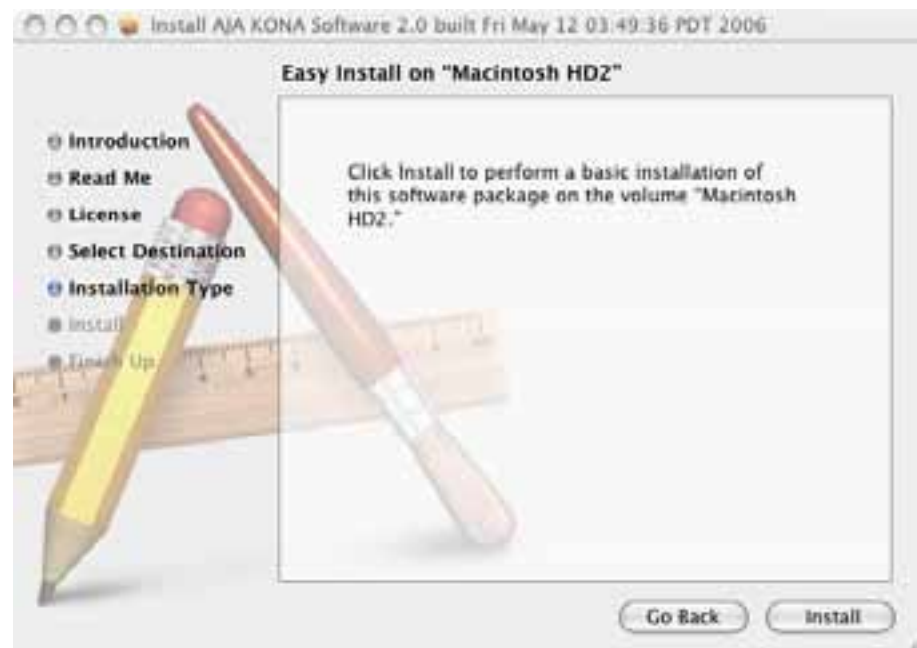 Install AJA KONA Software 2.0 built Fri May 12 03:49:36 PDT 2006
Easy Install on "Macintosh HD2"
Introduction
Read Me
License
Select Destination
Installation Type
Install
Finish Up
Click Install to perform a basic installation of
this software package on the volume "Macintosh
HD2."
Go Back
Install